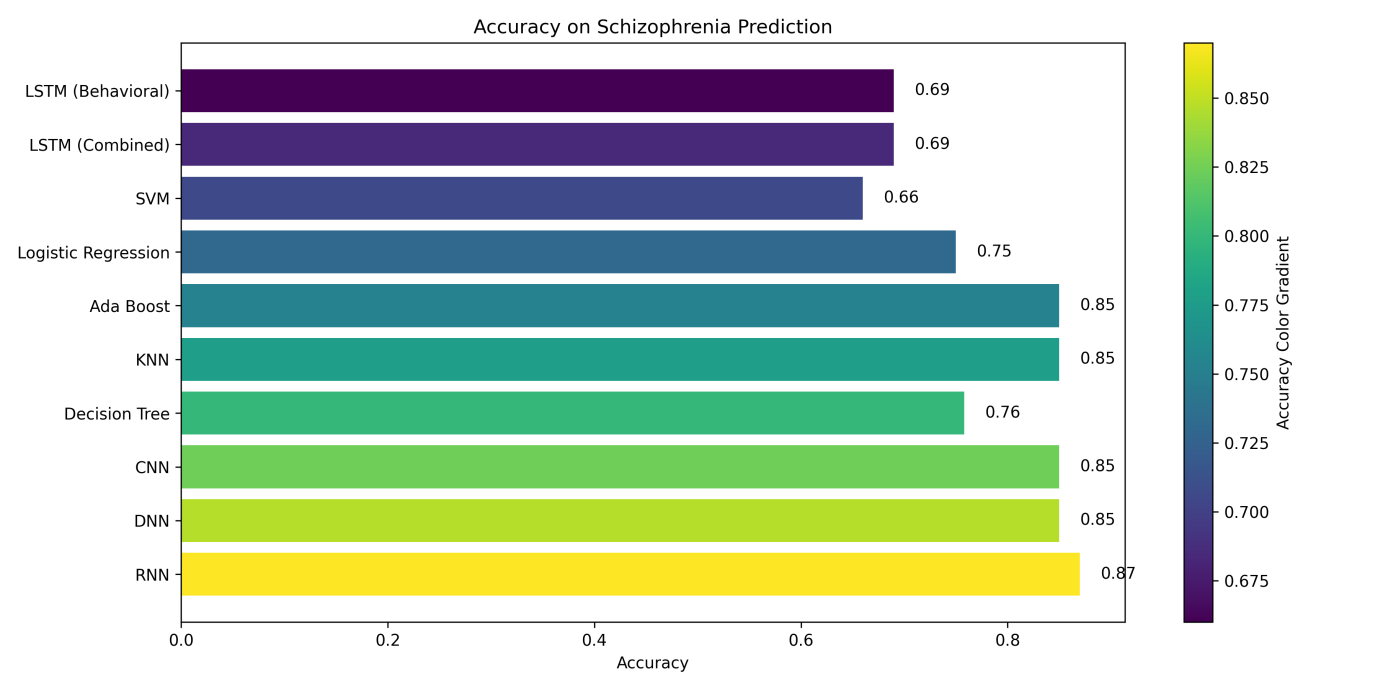 Accuracy on Schizophrenia Prediction
LSTM (Behavioral)
0.69
LSTM (Combined)
0.69
SVM
0.66
Logistic Regression
0.75
Ada Boost
0.85
KNN
0.85
Decision Tree
0.76
CNN
0.85
DNN
0.85
RNN
0.87
0.0
0.2
0.4
0.6
0.8
Accuracy
0.850
0.825
0.800
0.775
0.750
0.725
0.700
0.675
Accuracy Color Gradient